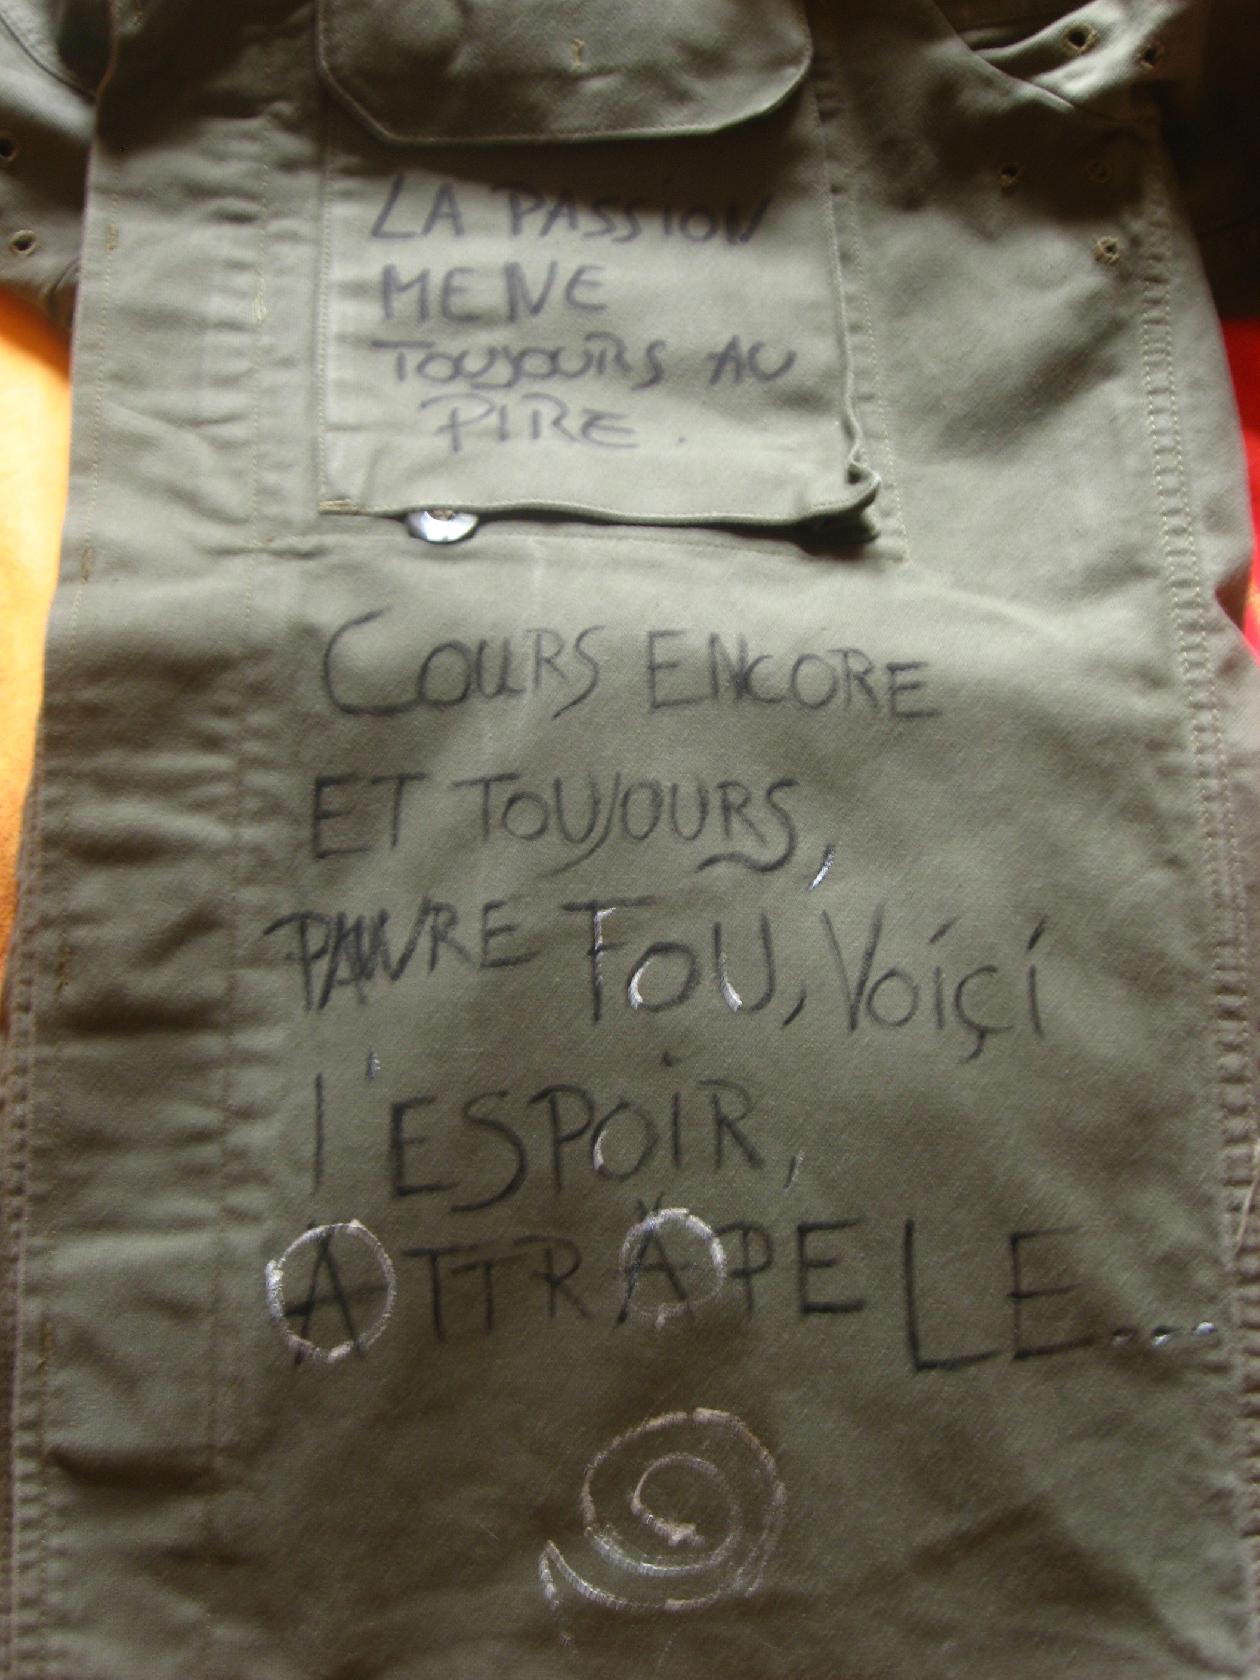 LA PASSION
MENE
TOUJOURS AU
PIRE.
COURS ENCORE
ET TOUJOURS,
PAUVRE FOU, VOIÇI
l'ESPOIR,
ATTRAPE LE...